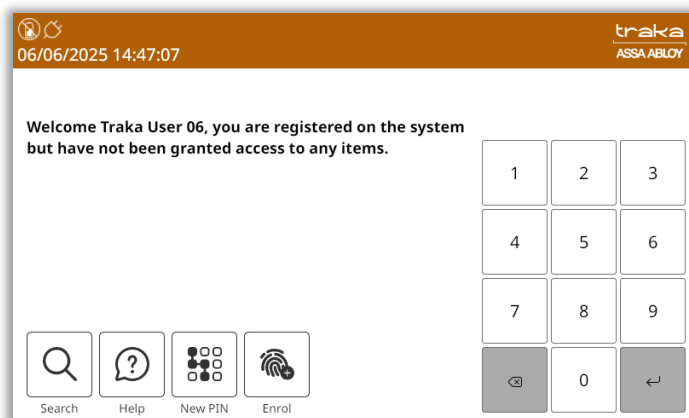 traka
06/06/2025 14:47:07
ASSA ABLOY
Welcome Traka User 06, you are registered on the system
but have not been granted access to any items.
1 2 3
4 5 6
7 8 9
0
?
Search Help New PIN Enrol